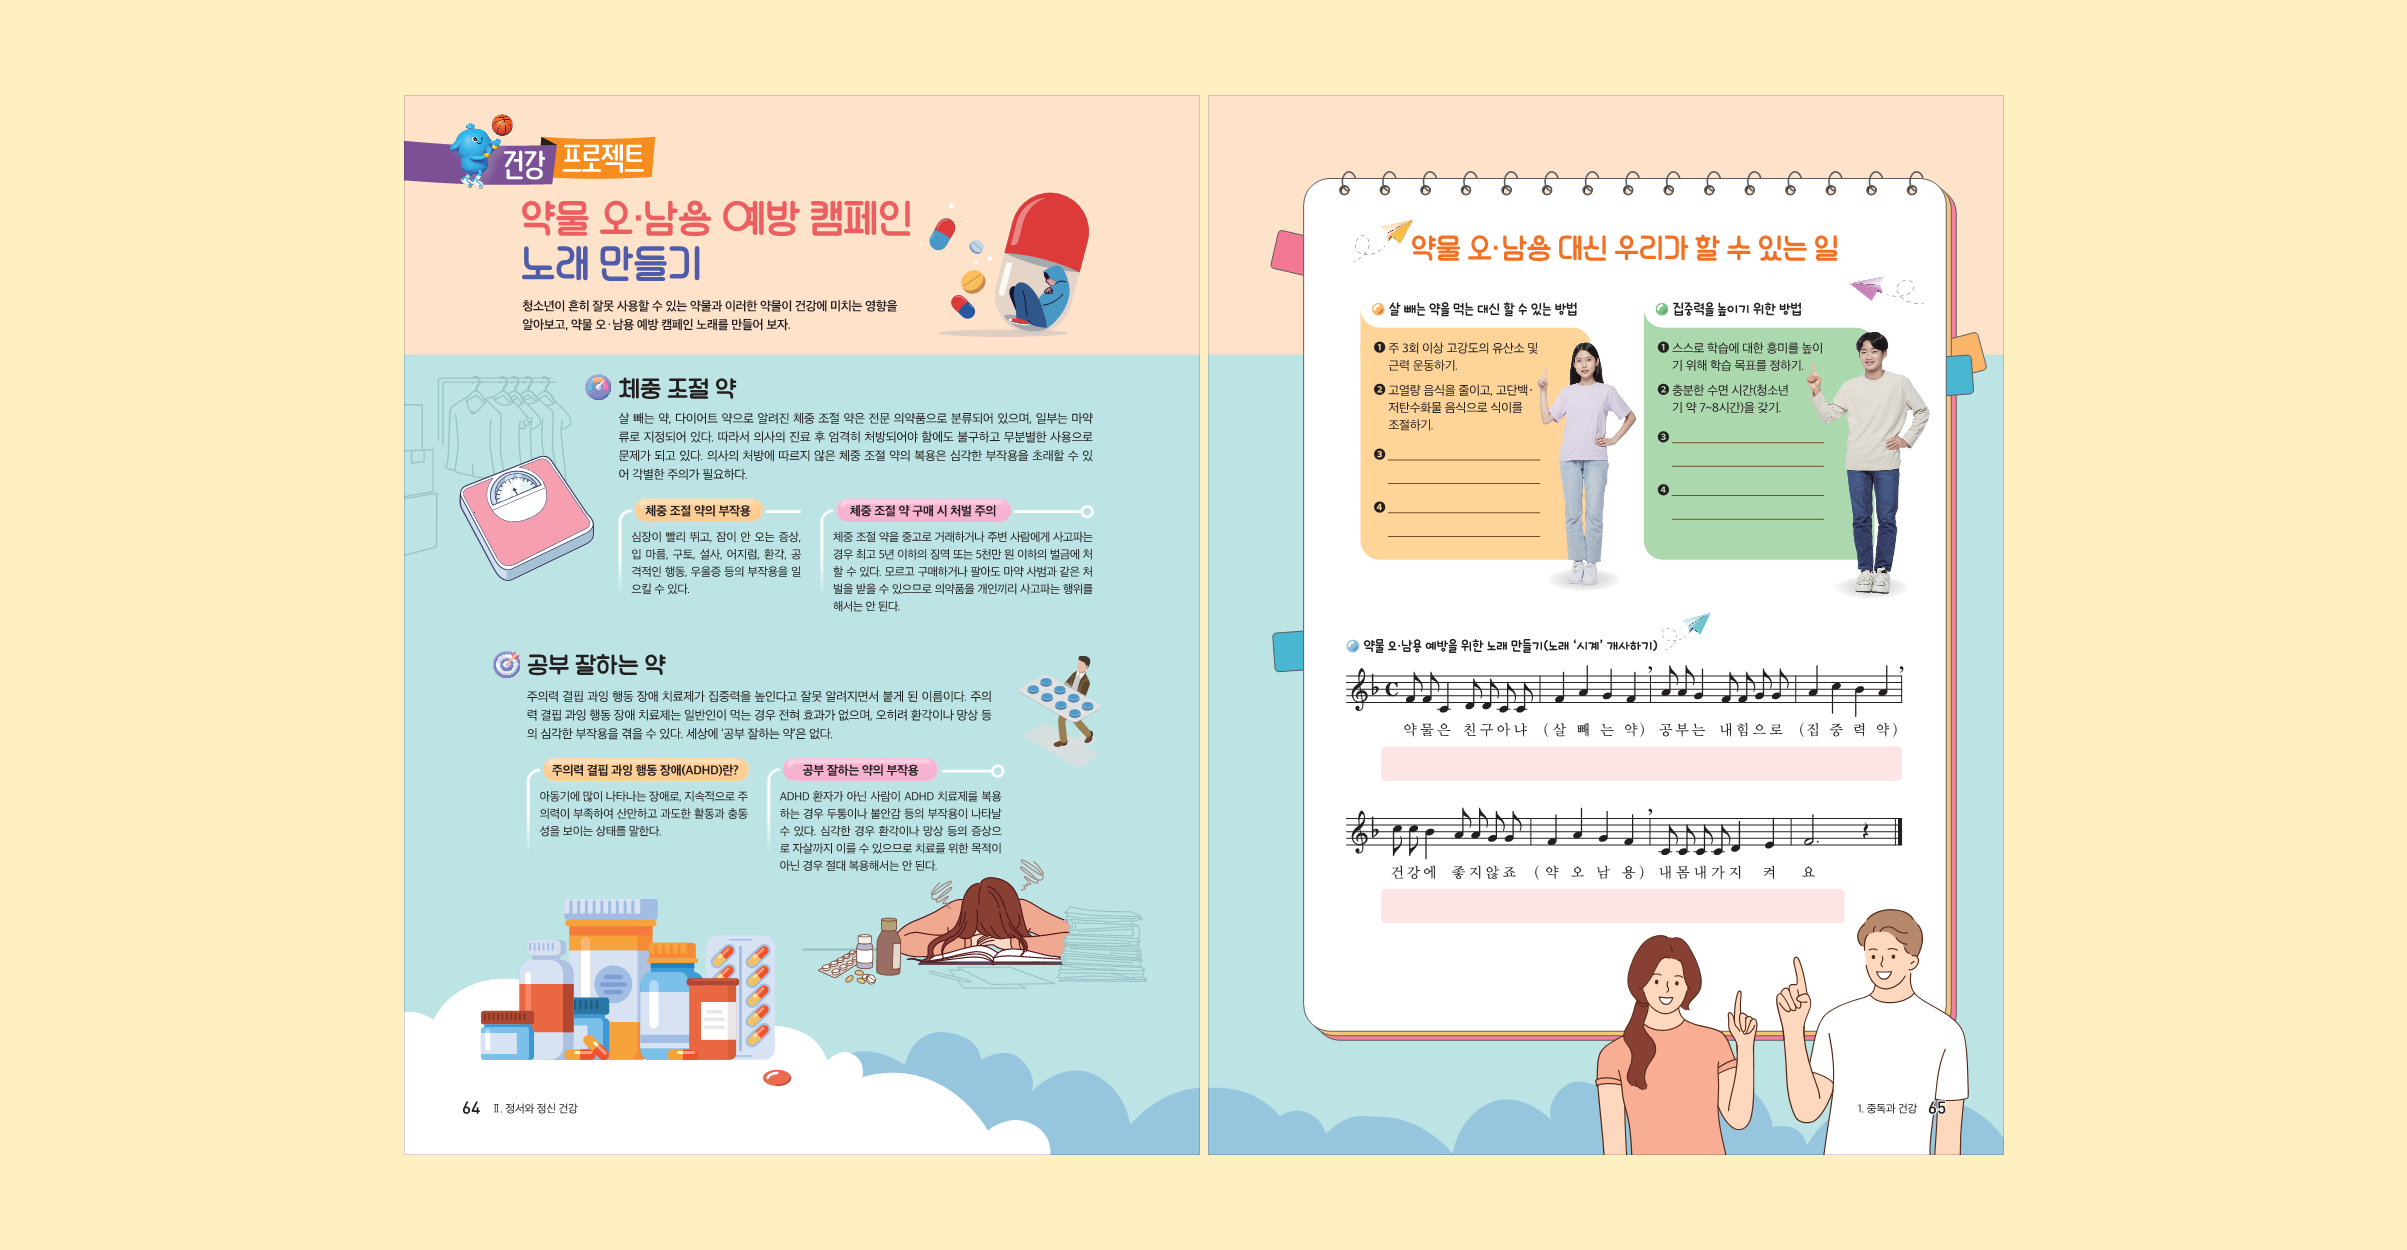 건강 프로젝트
약물 오·남용 예방 캠페인
노래 만들기
청소년이 흔히 잘못 사용할 수 있는 약물과 이러한 약물이 건강에 미치는 영향을
알아보고, 약물 오·남용 예방 캠페인 노래를 만들어 보자.
체중 조절 약
살 빼는 약, 다이어트 약으로 알려진 체중 조절 약은 전문 의약품으로 분류되어 있으며, 일부는 마약
류로 지정되어 있다. 따라서 의사의 진료 후 엄격히 처방되어야 함에도 불구하고 무분별한 사용으로
문제가 되고 있다. 의사의 처방에 따르지 않은 체중 조절 약의 복용은 심각한 부작용을 초래할 수 있
어 각별한 주의가 필요하다.
체중 조절 약의 부작용
심장이 빨리 뛰고, 잠이 안 오는 증상,
입 마름, 구토, 설사, 어지럼, 환각, 공
격적인 행동, 우울증 등의 부작용을 일
으킬 수 있다.
체중 조절 약 구매 시 처벌 주의
체중 조절 약을 중고로 거래하거나 주변 사람에게 사고파는
경우 최고 5년 이하의 징역 또는 5천만 원 이하의 벌금에 처
할 수 있다. 모르고 구매하거나 팔아도 마약 사범과 같은 처
벌을 받을 수 있으므로 의약품을 개인끼리 사고파는 행위를
해서는 안 된다.
공부 잘하는 약
주의력 결핍 과잉 행동 장애 치료제가 집중력을 높인다고 잘못 알려지면서 붙게 된 이름이다. 주의
력 결핍 과잉 행동 장애 치료제는 일반인이 먹는 경우 전혀 효과가 없으며, 오히려 환각이나 망상 등
의 심각한 부작용을 겪을 수 있다. 세상에 '공부 잘하는 약'은 없다.
주의력 결핍 과잉 행동 장애(ADHD)란?
아동기에 많이 나타나는 장애로, 지속적으로 주
의력이 부족하여 산만하고 과도한 활동과 충동
성을 보이는 상태를 말한다.
공부 잘하는 약의 부작용
ADHD 환자가 아닌 사람이 ADHD 치료제를 복용
하는 경우 두통이나 불안감 등의 부작용이 나타날
수 있다. 심각한 경우 환각이나 망상 등의 증상으
로 자살까지 이를 수 있으므로 치료를 위한 목적이
아닌 경우 절대 복용해서는 안 된다.
64 Ⅱ. 정서와 정신 건강
약물 오·남용 대신 우리가 할 수 있는 일
살 빼는 약을 먹는 대신 할 수 있는 방법
❶ 주 3회 이상 고강도의 유산소 및
근력 운동하기.
❷ 고열량 음식을 줄이고, 고단백·
저탄수화물 음식으로 식이를
조절하기.
❸
❹
집중력을 높이기 위한 방법
❶ 스스로 학습에 대한 흥미를 높이
기 위해 학습 목표를 정하기.
❷ 충분한 수면 시간(청소년
기 약 7~8시간)을 갖기.
❸
❹
약물 오·남용 예방을 위한 노래 만들기(노래 '시계' 개사하기)
약물은 친구아냐 (살 빼 는 약) 공부는 내힘으로 (집 중 력 약)
건강에 좋지않죠 (약 오 남 용) 내몸내가지 켜 요
1. 중독과 건강 65